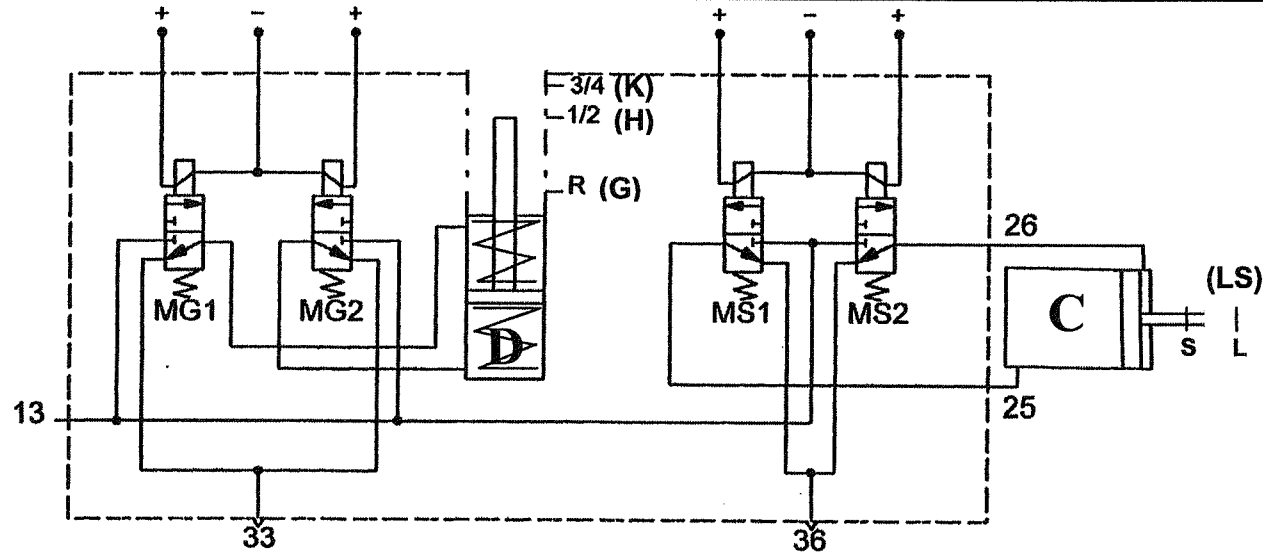 + − + + − +
3/4 (K)
1/2 (H)
R (G)
26
(LS)
MG1 MG2 D MS1 MS2 C
S L
13
25
33
36